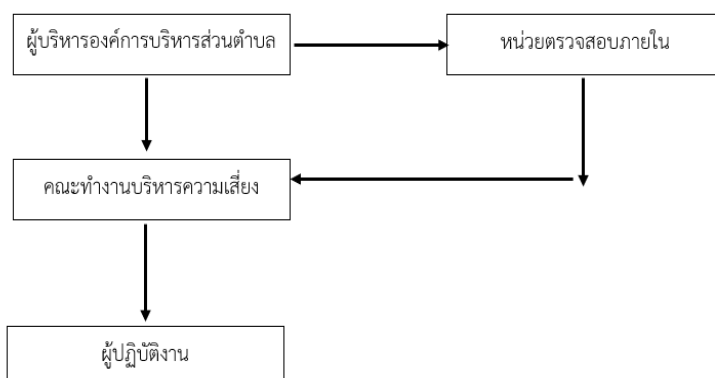 ผู้บริหารองค์การบริหารส่วนตำบล
หน่วยตรวจสอบภายใน
คณะทำงานบริหารความเสี่ยง
ผู้ปฏิบัติงาน